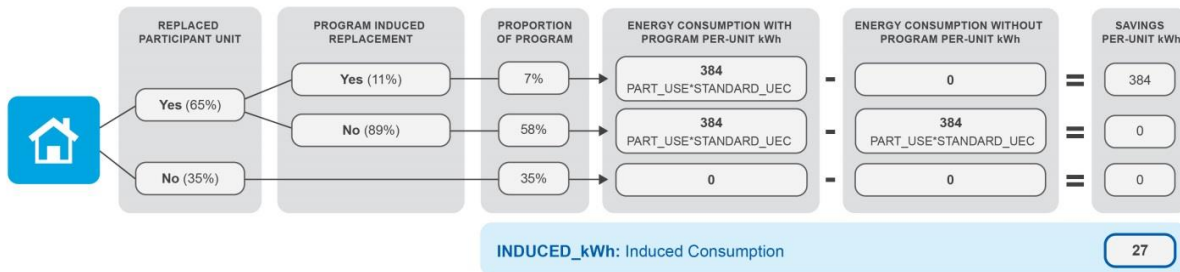 REPLACED
PARTICIPANT UNIT
PROGRAM INDUCED
REPLACEMENT
PROPORTION
OF PROGRAM
ENERGY CONSUMPTION WITH
PROGRAM PER-UNIT kWh
ENERGY CONSUMPTION WITHOUT
PROGRAM PER-UNIT kWh
SAVINGS
PER-UNIT kWh
Yes (65%)
Yes (11%)
7%
384
PART_USE*STANDARD_UEC
-
0
=
384
No (89%)
58%
384
PART_USE*STANDARD_UEC
-
384
PART_USE*STANDARD_UEC
=
0
No (35%)
35%
0
-
0
=
0
INDUCED_kWh: Induced Consumption
27